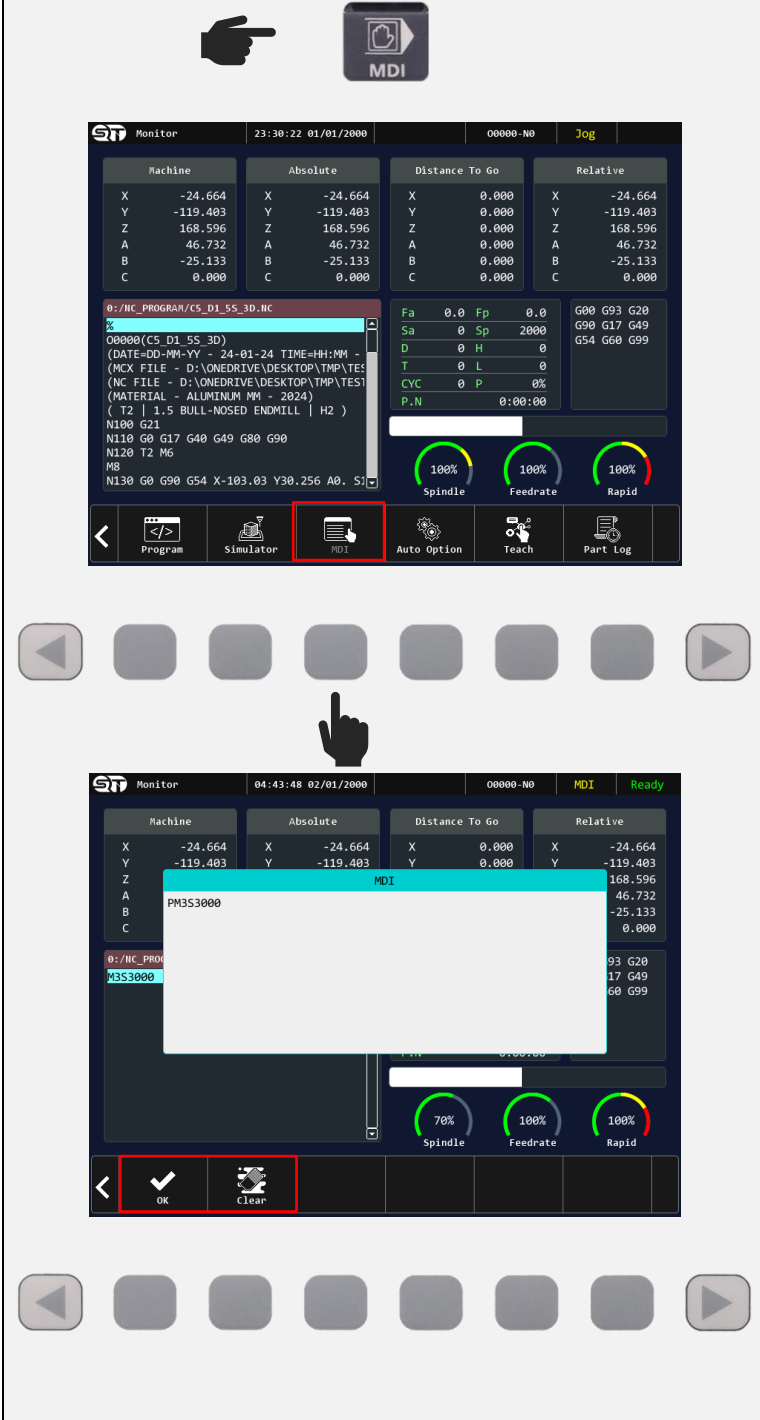 MDI
ST Monitor 23:30:22 01/01/2000 O0000-N0 Jog
Machine Absolute Distance To Go Relative
X -24.664 X -24.664 X 0.000 X -24.664
Y -119.403 Y -119.403 Y 0.000 Y -119.403
Z 168.596 Z 168.596 Z 0.000 Z 168.596
A 46.732 A 46.732 A 0.000 A 46.732
B -25.133 B -25.133 B 0.000 B -25.133
C 0.000 C 0.000 C 0.000 C 0.000
0:/NC_PROGRAM/C5_D1_5S_3D.NC
%
O0000(C5_D1_5S_3D)
(DATE=DD-MM-YY - 24-01-24 TIME=HH:MM -
(MCX FILE - D:\ONEDRIVE\DESKTOP\TMP\TES
(NC FILE - D:\ONEDRIVE\DESKTOP\TMP\TEST
(MATERIAL - ALUMINUM MM - 2024)
( T2 | 1.5 BULL-NOSED ENDMILL | H2 )
N100 G21
N110 G0 G17 G40 G49 G80 G90
N120 T2 M6
M8
N130 G0 G90 G54 X-103.03 Y30.256 A0. S1
Fa 0.0 Fp 0.0
Sa 0 Sp 2000
D 0 H 0
T 0 L 0
CYC 0 P 0%
P.N 0:00:00
G00 G93 G20
G90 G17 G49
G54 G60 G99
100% 100% 100%
Spindle Feedrate Rapid
Program Simulator MDI Auto Option Teach Part Log
ST Monitor 04:43:48 02/01/2000 O0000-N0 MDI Ready
Machine Absolute Distance To Go Relative
X -24.664 X -24.664 X 0.000 X -24.664
Y -119.403 Y -119.403 Y 0.000 Y -119.403
Z 168.596
A 46.732
B -25.133
C 0.000
MDI
PM3S3000
0:/NC_PROG
M3S3000
93 G20
17 G49
60 G99
70% 100% 100%
Spindle Feedrate Rapid
OK Clear